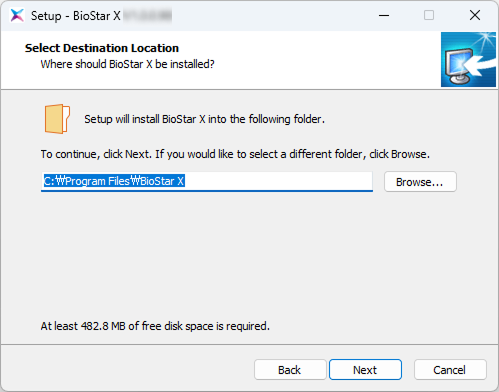 Setup - BioStar X
Select Destination Location
Where should BioStar X be installed?
Setup will install BioStar X into the following folder.
To continue, click Next. If you would like to select a different folder, click Browse.
C:₩Program Files₩BioStar X
Browse...
At least 482.8 MB of free disk space is required.
Back
Next
Cancel